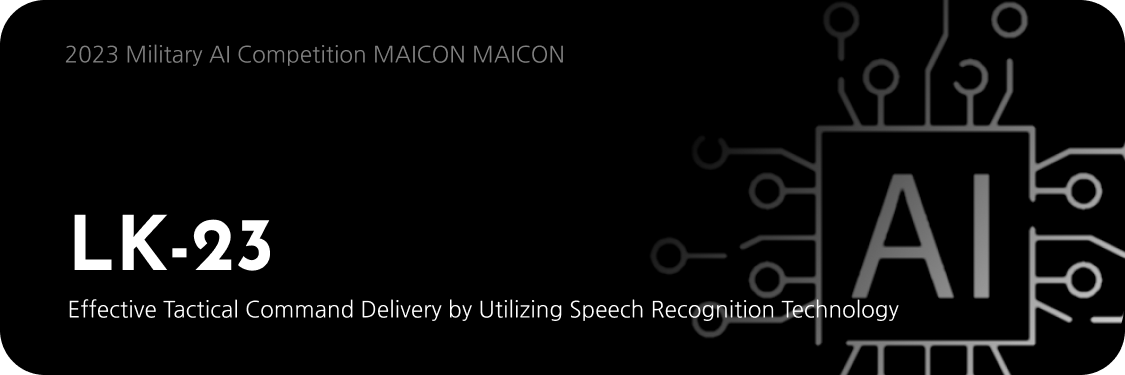 2023 Military AI Competition MAICON MAICON
AI
LK-23
Effective Tactical Command Delivery by Utilizing Speech Recognition Technology